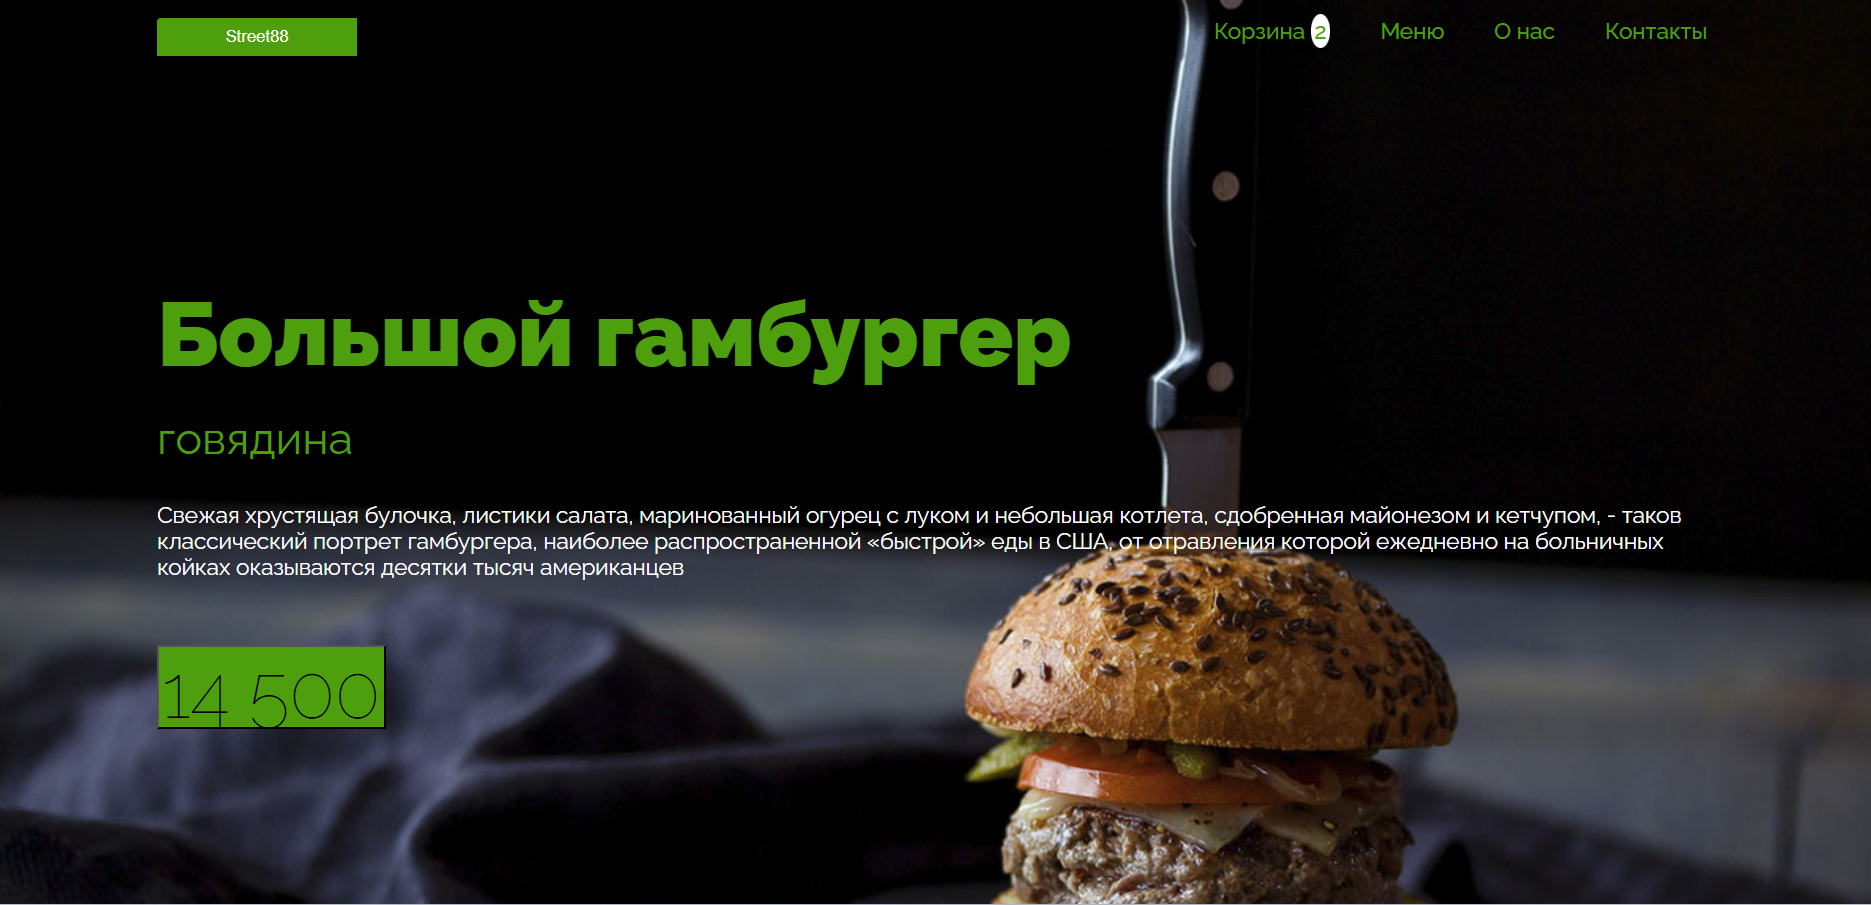 Street88
Корзина 2 Меню О нас Контакты
Большой гамбургер
говядина
Свежая хрустящая булочка, листики салата, маринованный огурец с луком и небольшая котлета, сдобренная майонезом и кетчупом, - таков
классический портрет гамбургера, наиболее распространенной «быстрой» еды в США, от отравления которой ежедневно на больничных
койках оказываются десятки тысяч американцев
14 500